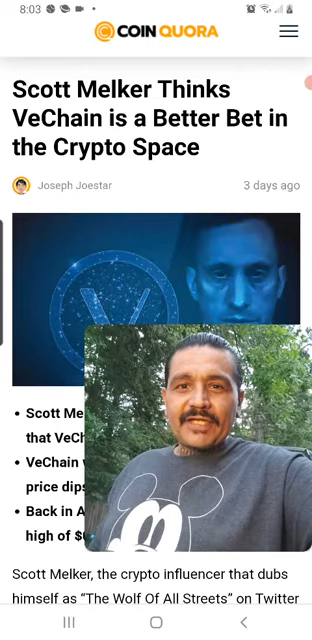 8:03
COIN QUORA
Scott Melker Thinks
VeChain is a Better Bet in
the Crypto Space
Joseph Joestar
3 days ago
• Scott Me
that VeCh
• VeChain
price dips
• Back in A
high of $
Scott Melker, the crypto influencer that dubs
himself as “The Wolf Of All Streets” on Twitter